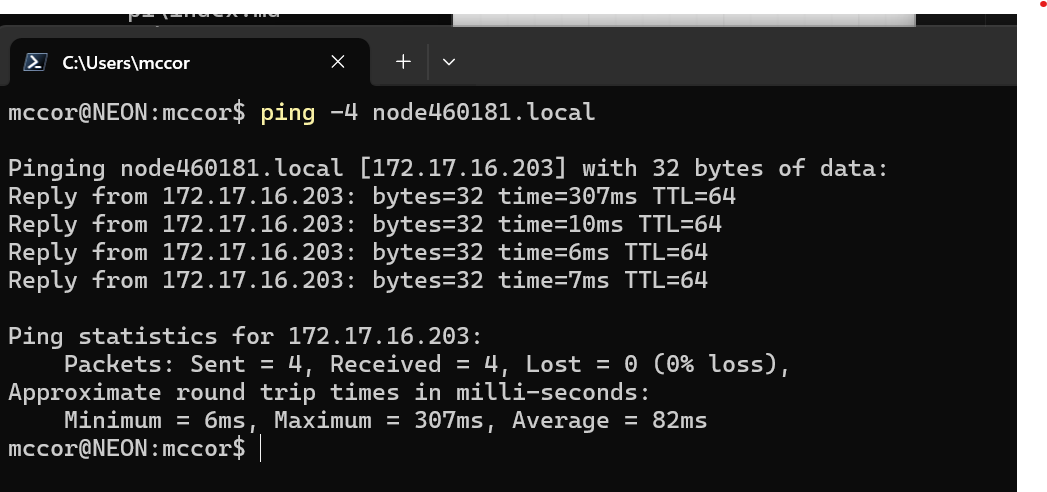 C:\Users\mccor
mccor@NEON:mccor$ ping -4 node460181.local
Pinging node460181.local [172.17.16.203] with 32 bytes of data:
Reply from 172.17.16.203: bytes=32 time=307ms TTL=64
Reply from 172.17.16.203: bytes=32 time=10ms TTL=64
Reply from 172.17.16.203: bytes=32 time=6ms TTL=64
Reply from 172.17.16.203: bytes=32 time=7ms TTL=64
Ping statistics for 172.17.16.203:
Packets: Sent = 4, Received = 4, Lost = 0 (0% loss),
Approximate round trip times in milli-seconds:
Minimum = 6ms, Maximum = 307ms, Average = 82ms
mccor@NEON:mccor$